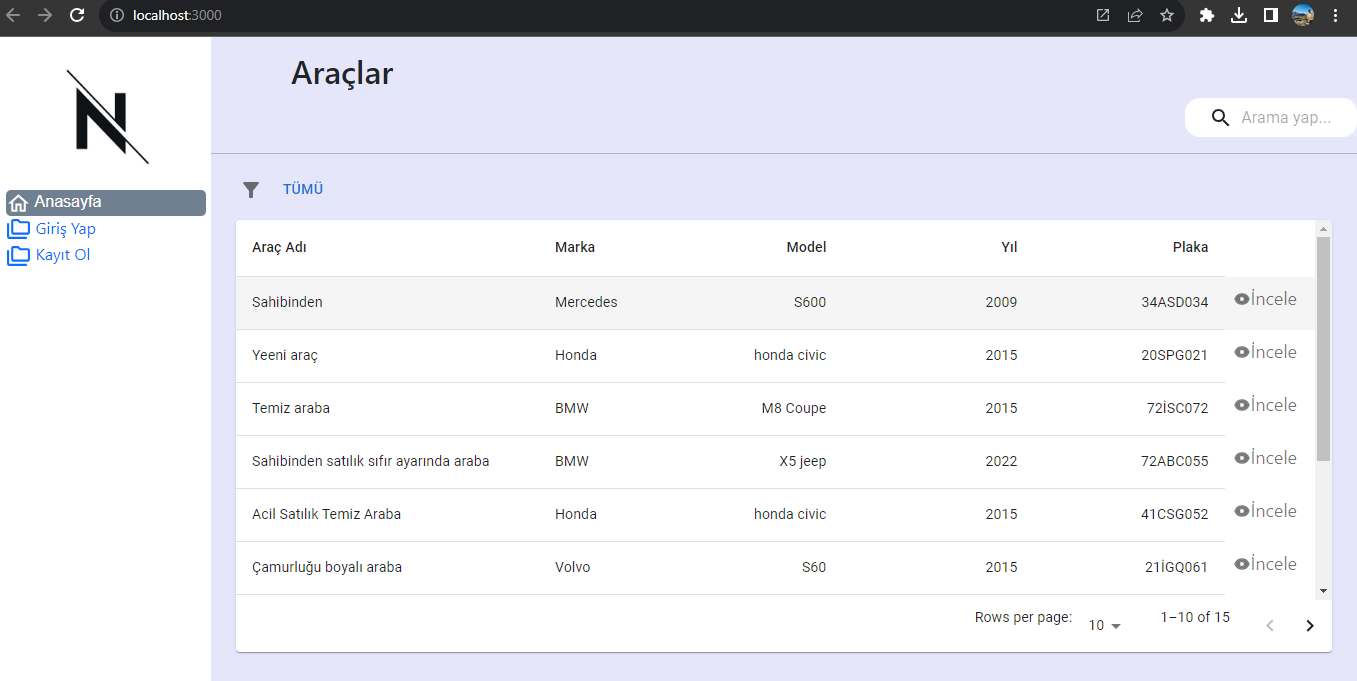 localhost:3000
N
Araçlar
Arama yap...
Anasayfa
Giriş Yap
Kayıt Ol
TÜMÜ
Araç Adı Marka Model Yıl Plaka
Sahibinden Mercedes S600 2009 34ASD034 İncele
Yeeni araç Honda honda civic 2015 20SPG021 İncele
Temiz araba BMW M8 Coupe 2015 72İSC072 İncele
Sahibinden satılık sıfır ayarında araba BMW X5 jeep 2022 72ABC055 İncele
Acil Satılık Temiz Araba Honda honda civic 2015 41CSG052 İncele
Çamurluğu boyalı araba Volvo S60 2015 21İGQ061 İncele
Rows per page: 10 1–10 of 15